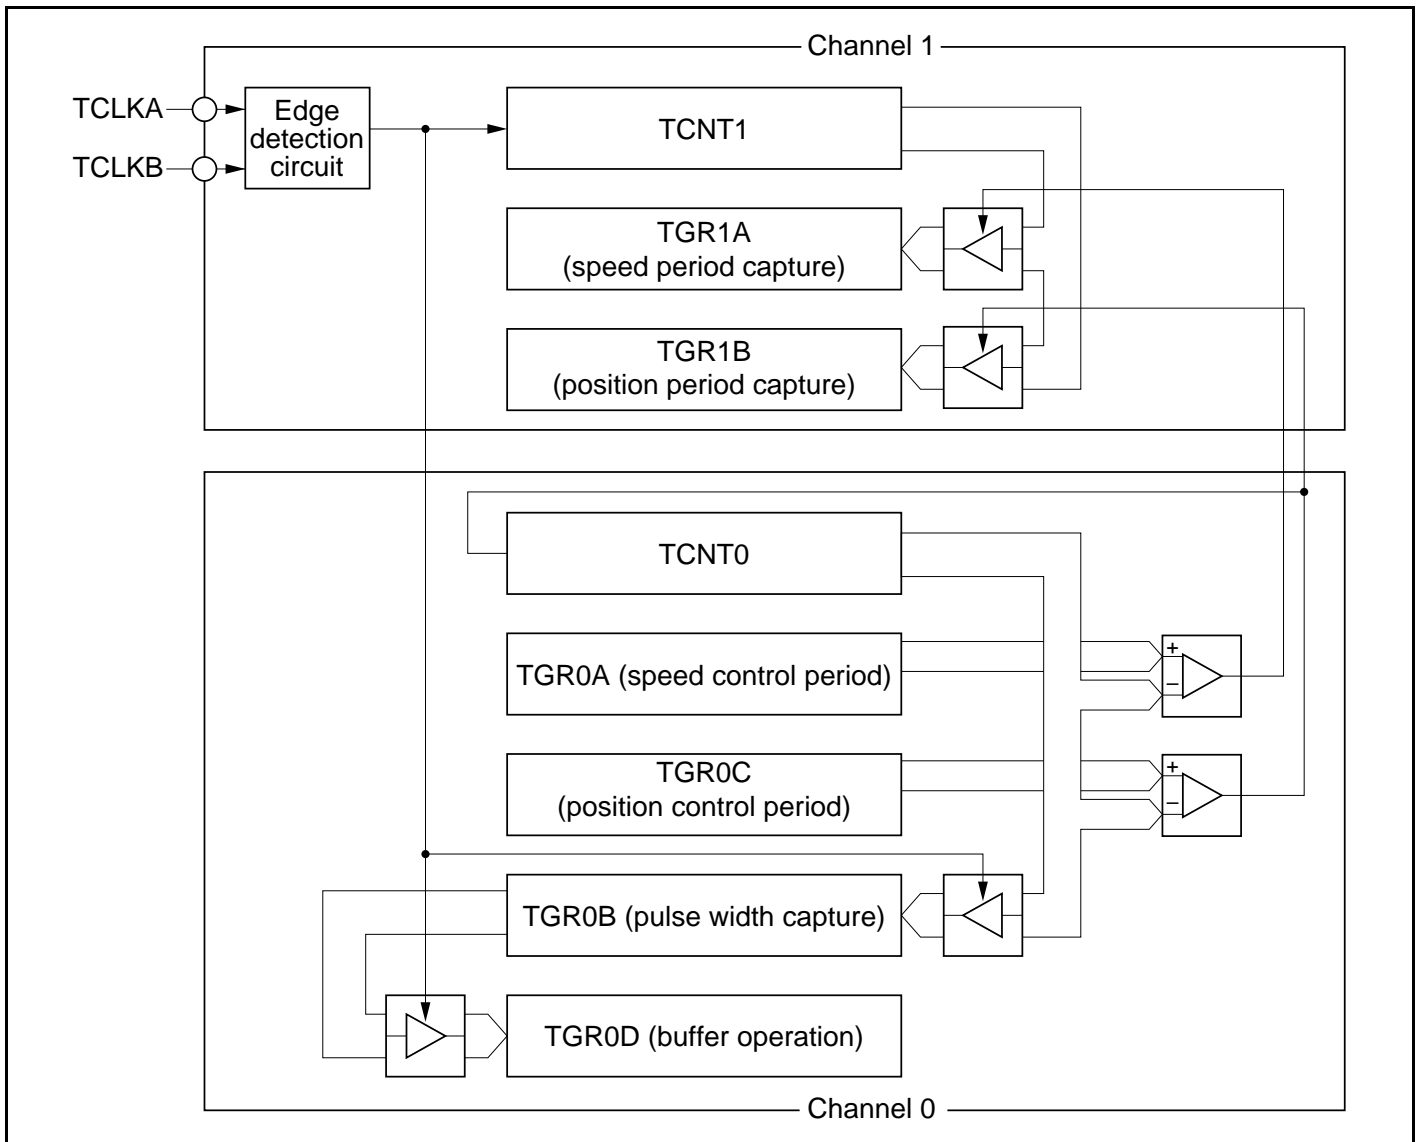 Channel 1
TCLKA
TCLKB
Edge
detection
circuit
TCNT1
TGR1A
(speed period capture)
TGR1B
(position period capture)
TCNT0
TGR0A (speed control period)
+
–
TGR0C
(position control period)
+
–
TGR0B (pulse width capture)
TGR0D (buffer operation)
Channel 0